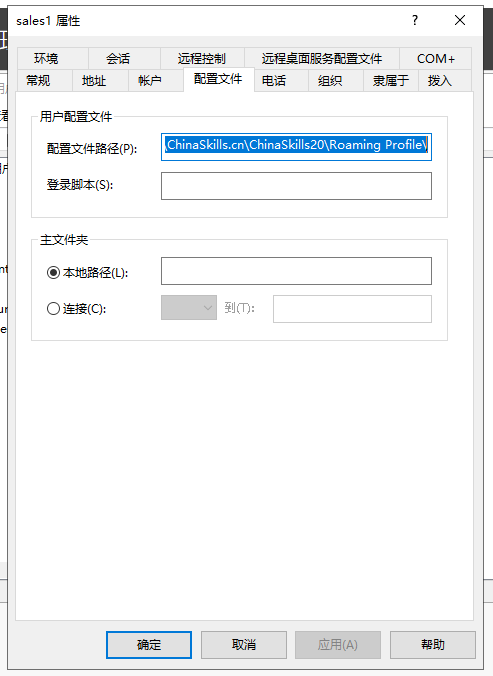 sales1 属性
?
环境 会话 远程控制 远程桌面服务配置文件 COM+
常规 地址 帐户 配置文件 电话 组织 隶属于 拨入
用户配置文件
配置文件路径(P): \ChinaSkills.cn\ChinaSkills20\Roaming Profile\
登录脚本(S):
主文件夹
本地路径(L):
连接(C): 到(T):
确定 取消 应用(A) 帮助